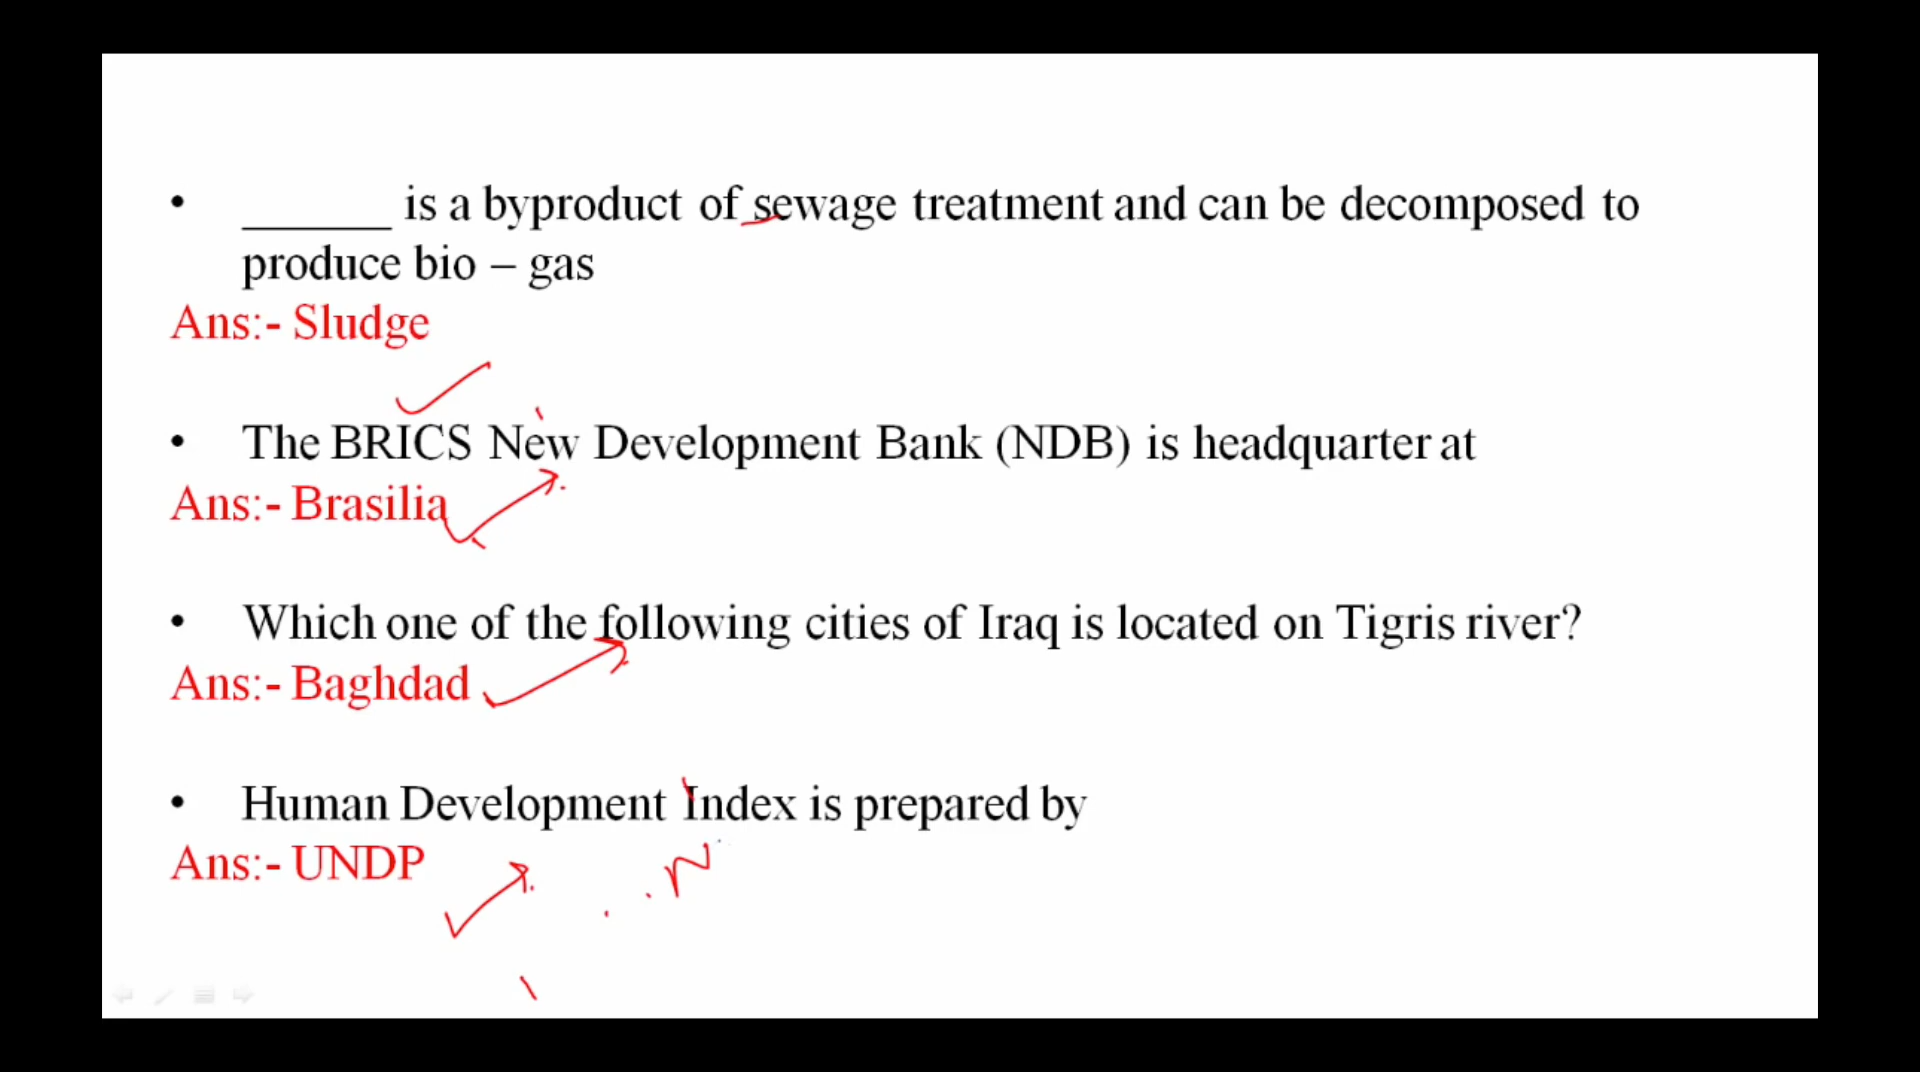 • ______ is a byproduct of sewage treatment and can be decomposed to
produce bio – gas
Ans:- Sludge
• The BRICS New Development Bank (NDB) is headquarter at
Ans:- Brasilia
• Which one of the following cities of Iraq is located on Tigris river?
Ans:- Baghdad
• Human Development Index is prepared by
Ans:- UNDP